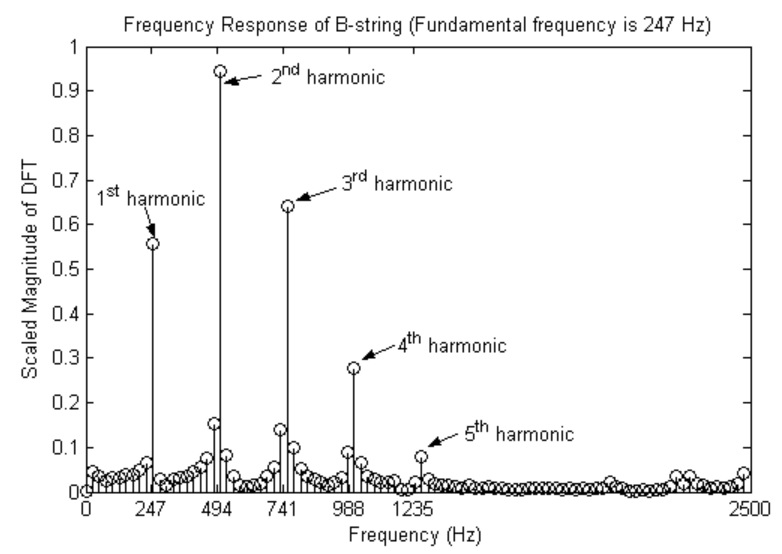 Frequency Response of B-string (Fundamental frequency is 247 Hz)
1
0.9
0.8
0.7
0.6
0.5
0.4
0.3
0.2
0.1
0
Scaled Magnitude of DFT
1st harmonic
2nd harmonic
3rd harmonic
4th harmonic
5th harmonic
0 247 494 741 988 1235 2500
Frequency (Hz)